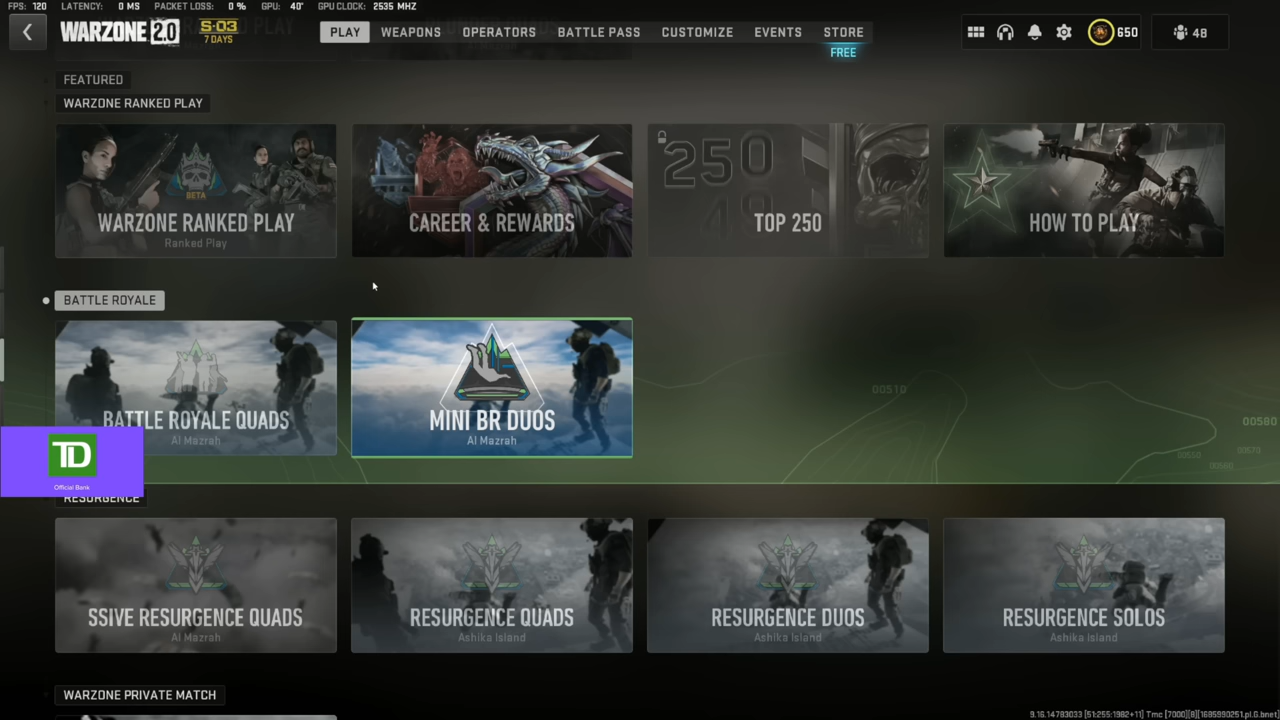 FPS: 120 LATENCY: 0 MS PACKET LOSS: 0 % GPU: 40° GPU CLOCK: 2535 MHZ
WARZONE 2.0
S·03
7 DAYS
PLAY WEAPONS OPERATORS BATTLE PASS CUSTOMIZE EVENTS STORE
FREE
650
48
FEATURED
WARZONE RANKED PLAY
BETA
WARZONE RANKED PLAY
Ranked Play
CAREER & REWARDS
250
TOP 250
HOW TO PLAY
BATTLE ROYALE
BATTLE ROYALE QUADS
Al Mazrah
MINI BR DUOS
Al Mazrah
00510
00580
TD
Official Bank
RESURGENCE
SSIVE RESURGENCE QUADS
Al Mazrah
RESURGENCE QUADS
Ashika Island
RESURGENCE DUOS
Ashika Island
RESURGENCE SOLOS
Ashika Island
WARZONE PRIVATE MATCH